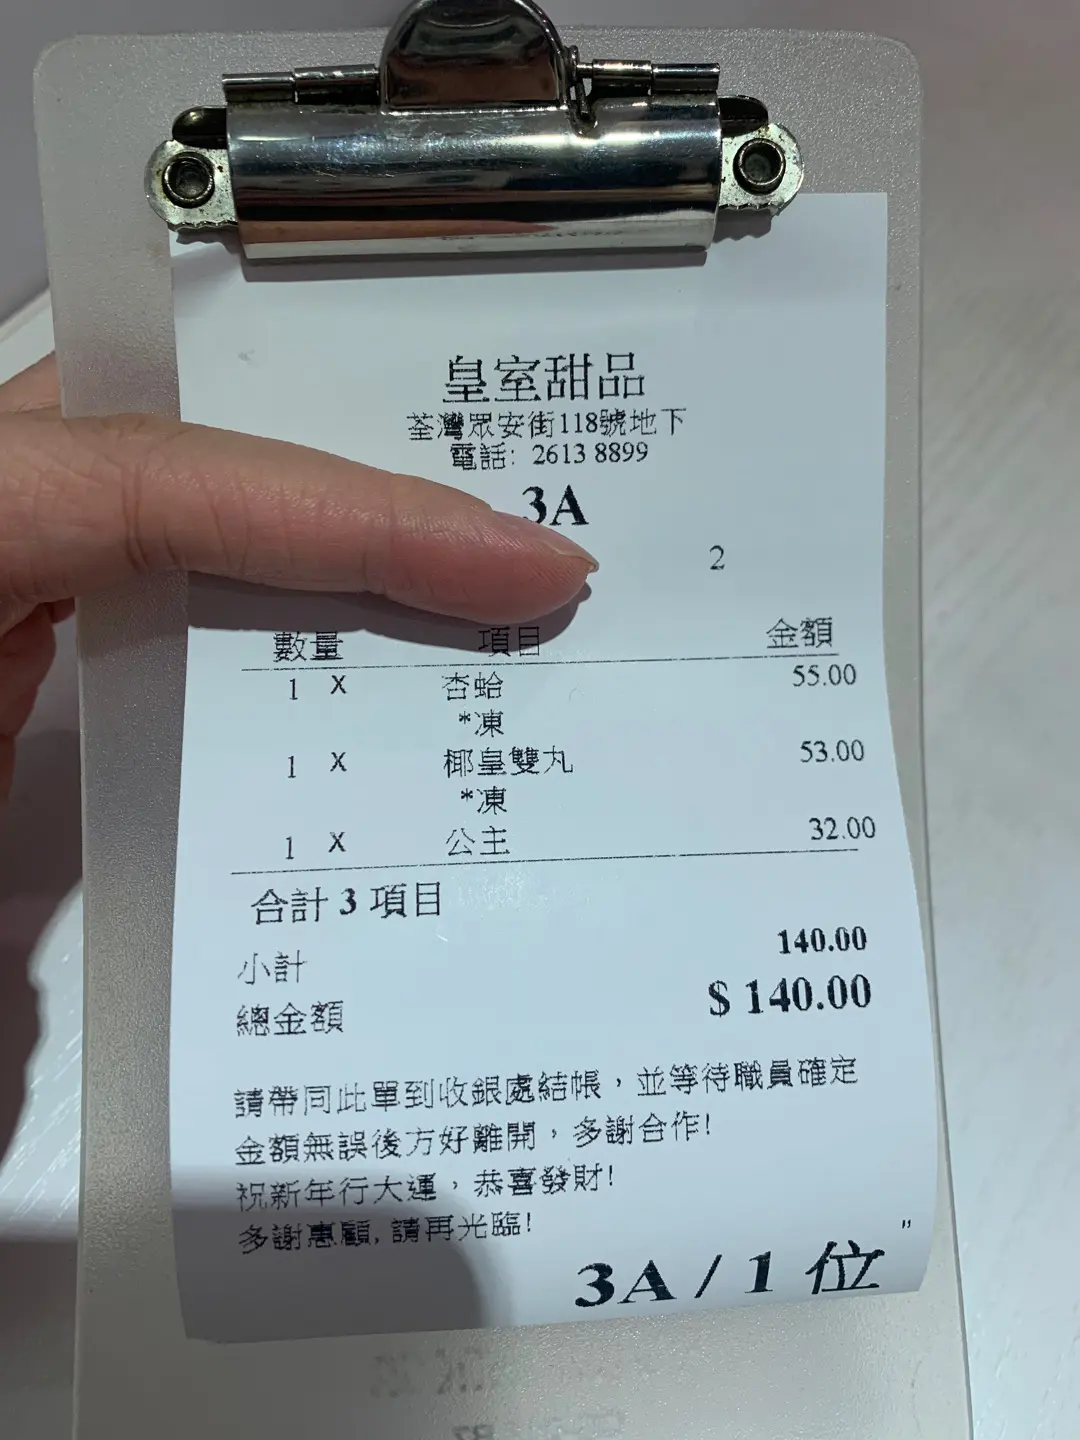 皇室甜品
荃灣眾安街118號地下
電話: 2613 8899
3A
2
數量 項目 金額
1 X 杏蛤 55.00
*凍
1 X 椰皇雙丸 53.00
*凍
1 X 公主 32.00
合計 3 項目
小計 140.00
總金額 $ 140.00
請帶同此單到收銀處結帳，並等待職員確定
金額無誤後方好離開，多謝合作!
祝新年行大運，恭喜發財!
多謝惠顧, 請再光臨!
"
3A / 1 位